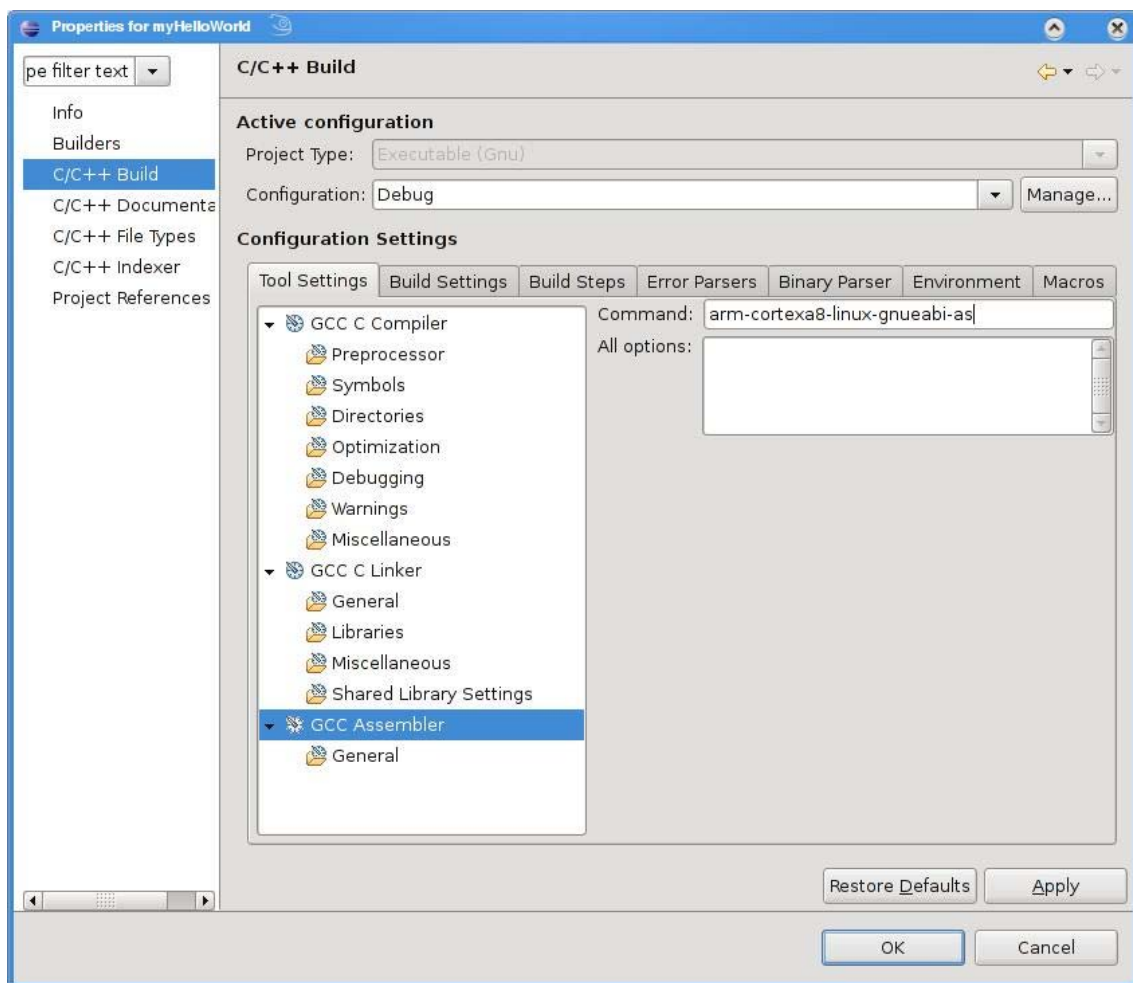 Properties for myHelloWorld
pe filter text
Info
Builders
C/C++ Build
C/C++ Documenta
C/C++ File Types
C/C++ Indexer
Project References
C/C++ Build
Active configuration
Project Type: Executable (Gnu)
Configuration: Debug Manage...
Configuration Settings
Tool Settings Build Settings Build Steps Error Parsers Binary Parser Environment Macros
GCC C Compiler
Preprocessor
Symbols
Directories
Optimization
Debugging
Warnings
Miscellaneous
GCC C Linker
General
Libraries
Miscellaneous
Shared Library Settings
GCC Assembler
General
Command: arm-cortexa8-linux-gnueabi-as
All options:
Restore Defaults Apply
OK Cancel